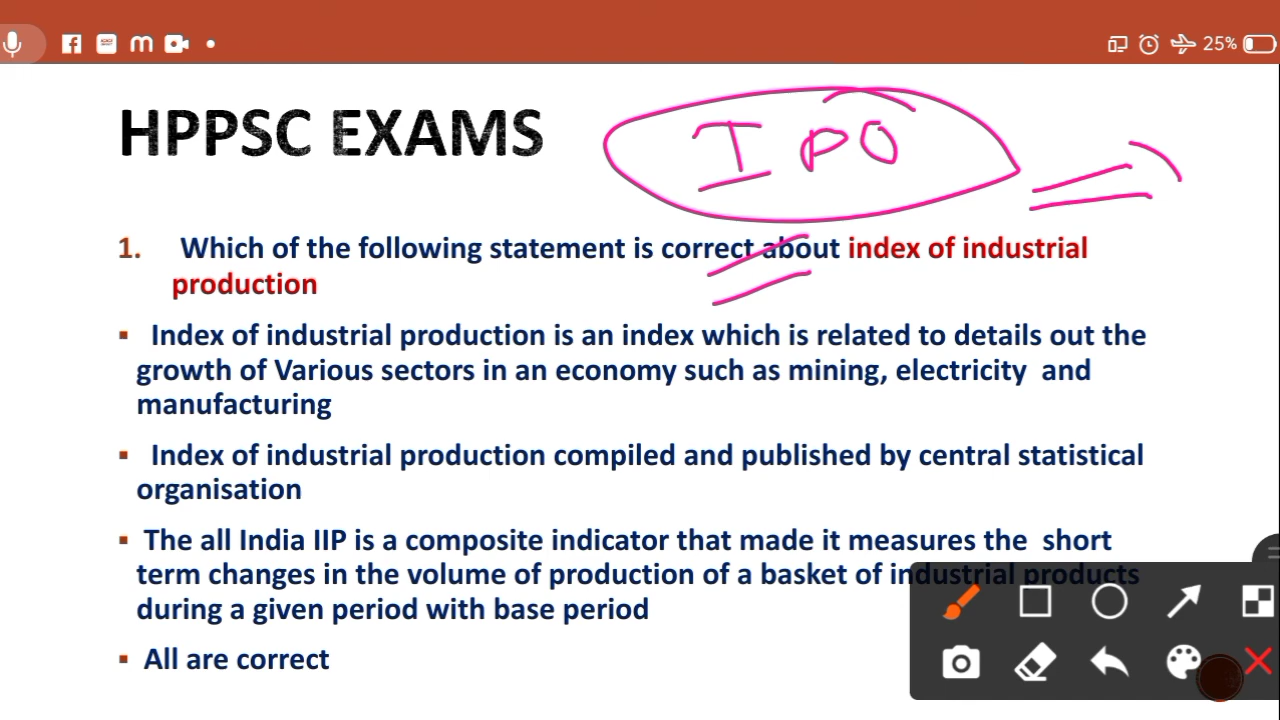 25%
HPPSC EXAMS
I PO
1. Which of the following statement is correct about index of industrial
production
▪ Index of industrial production is an index which is related to details out the
growth of Various sectors in an economy such as mining, electricity and
manufacturing
▪ Index of industrial production compiled and published by central statistical
organisation
▪ The all India IIP is a composite indicator that made it measures the short
term changes in the volume of production of a basket of industrial products
during a given period with base period
▪ All are correct